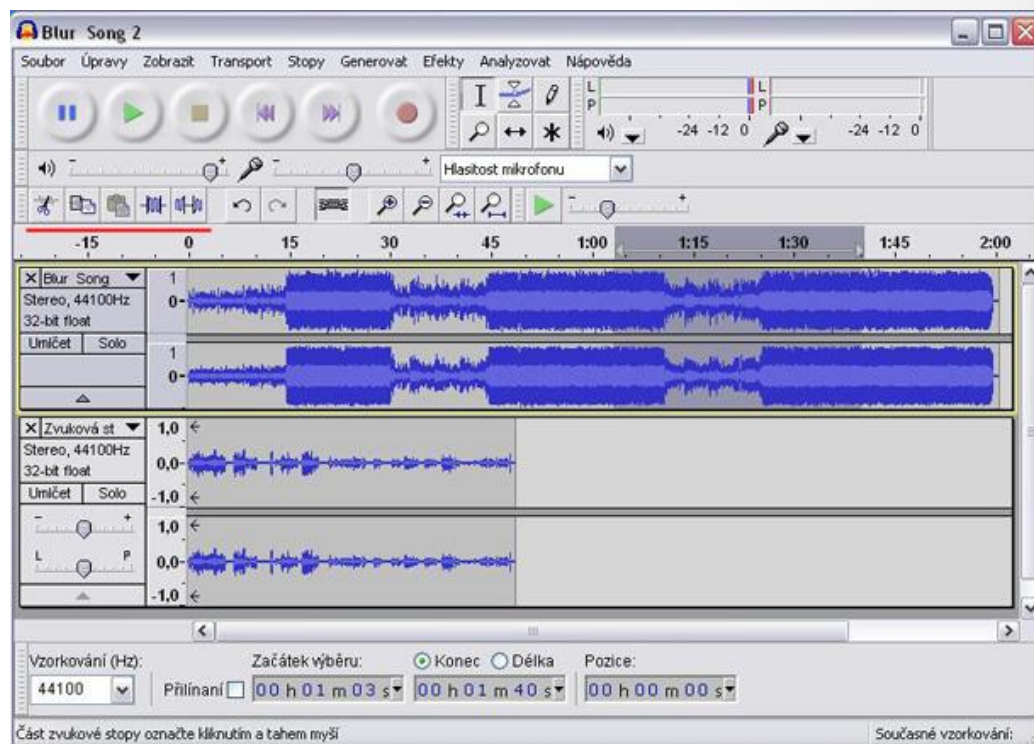 Blur Song 2
Soubor Úpravy Zobrazit Transport Stopy Generovat Efekty Analyzovat Nápověda
L
P
-24 -12 0
L
P
-24 -12 0
- + - + Hlasitost mikrofonu
- +
-15 0 15 30 45 1:00 1:15 1:30 1:45 2:00
X Blur Song
Stereo, 44100Hz
32-bit float
Umlčet Solo
1
0-
1
0-
X Zvuková st
Stereo, 44100Hz
32-bit float
Umlčet Solo
- +
L P
1,0
0,0-
-1,0
1,0
0,0-
-1,0
Vzorkování (Hz): Začátek výběru: Konec Délka Pozice:
44100 Přilínaní 00 h 01 m 03 s 00 h 01 m 40 s 00 h 00 m 00 s
Část zvukové stopy označte kliknutím a tahem myší Současné vzorkování: